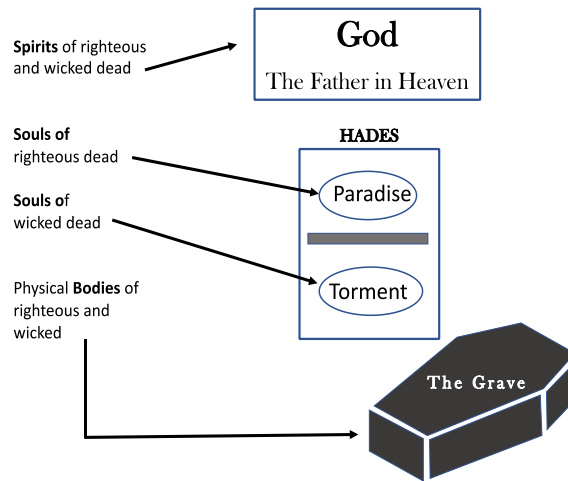 God
The Father in Heaven
Spirits of righteous
and wicked dead
HADES
Souls of
righteous dead
Paradise
Souls of
wicked dead
Torment
Physical Bodies of
righteous and
wicked
The Grave